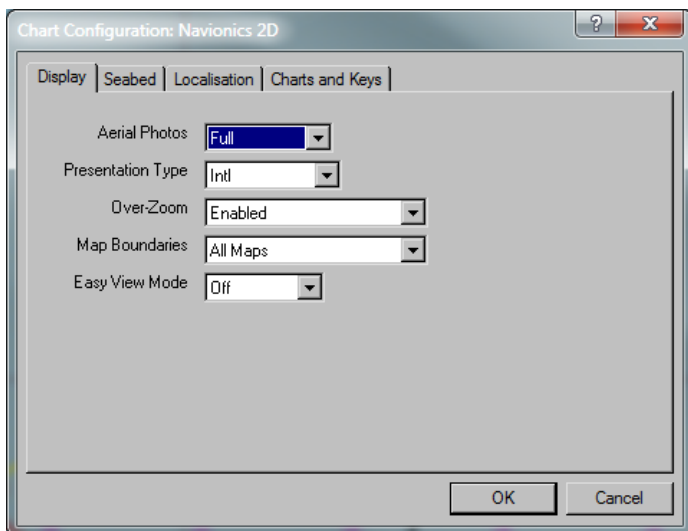 Chart Configuration: Navionics 2D
?
Display Seabed Localisation Charts and Keys
Aerial Photos Full
Presentation Type Intl
Over-Zoom Enabled
Map Boundaries All Maps
Easy View Mode Off
OK Cancel